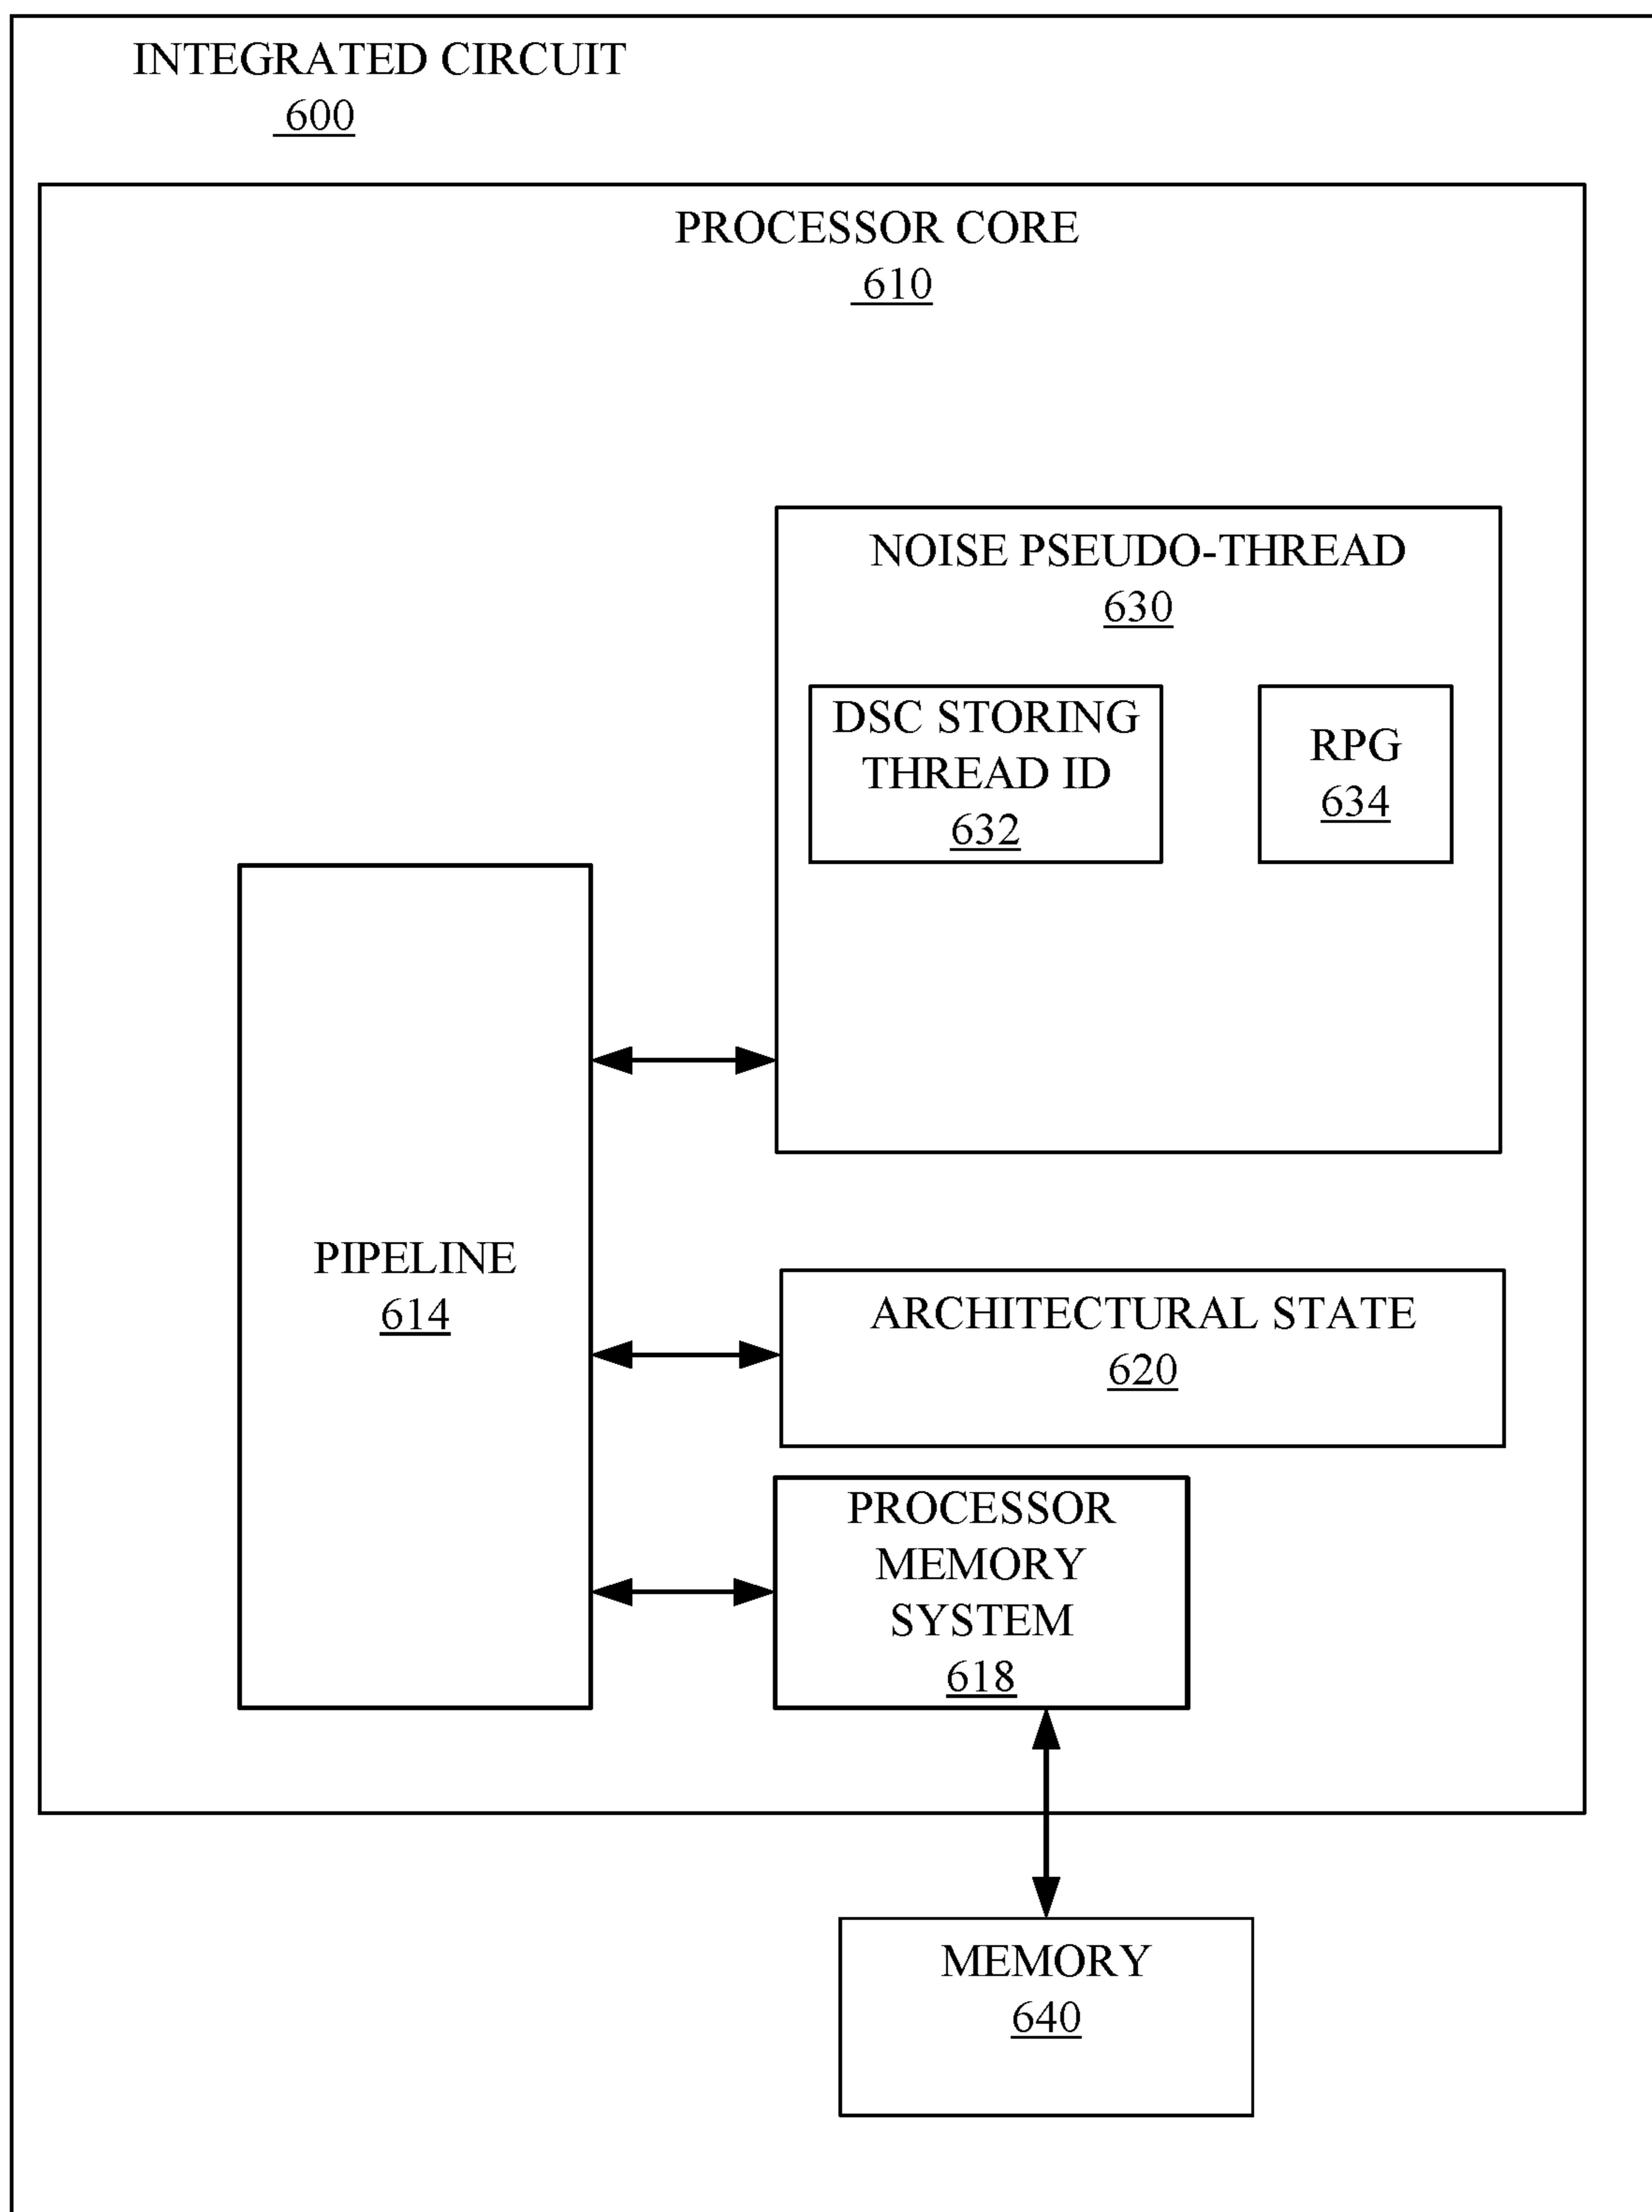 INTEGRATED CIRCUIT
600
PROCESSOR CORE
610
NOISE PSEUDO-THREAD
630
DSC STORING
THREAD ID
632
RPG
634
PIPELINE
614
ARCHITECTURAL STATE
620
PROCESSOR
MEMORY
SYSTEM
618
MEMORY
640